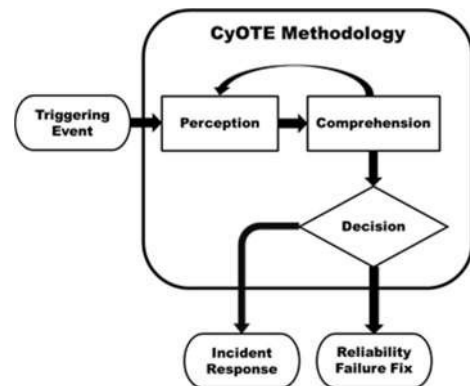 CyOTE Methodology
Triggering
Event
Perception
Comprehension
Decision
Incident
Response
Reliability
Failure Fix